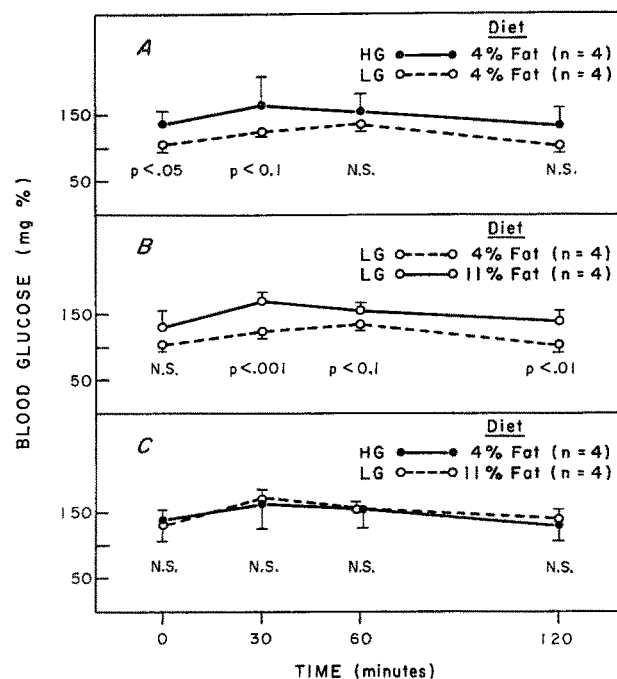 A
Diet
HG 4% Fat (n = 4)
LG 4% Fat (n = 4)
150
50
p<.05 p<0.1 N.S. N.S.
B
Diet
LG 4% Fat (n = 4)
LG 11% Fat (n = 4)
150
50
N.S. p<.001 p<0.1 p<.01
C
Diet
HG 4% Fat (n = 4)
LG 11% Fat (n = 4)
150
50
N.S. N.S. N.S. N.S.
0 30 60 120
TIME (minutes)
BLOOD GLUCOSE (mg %)